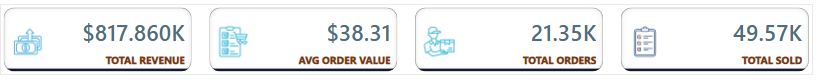 $817.860K
TOTAL REVENUE
$38.31
AVG ORDER VALUE
21.35K
TOTAL ORDERS
49.57K
TOTAL SOLD